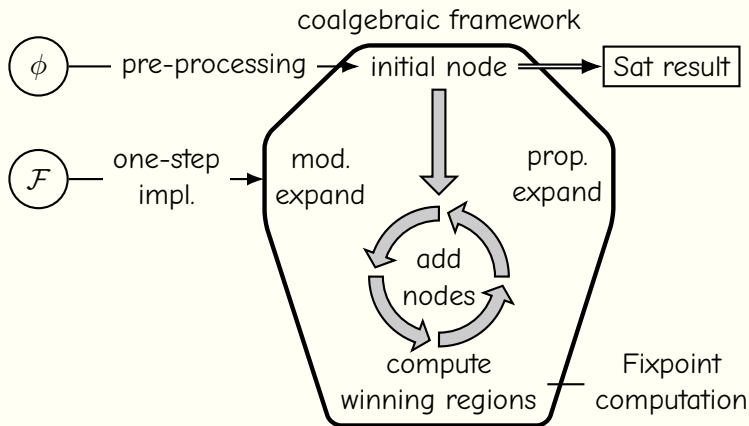 coalgebraic framework
ϕ pre-processing initial node Sat result
ℱ
one-step
impl.
mod.
expand
prop.
expand
add
nodes
compute
winning regions
Fixpoint
computation